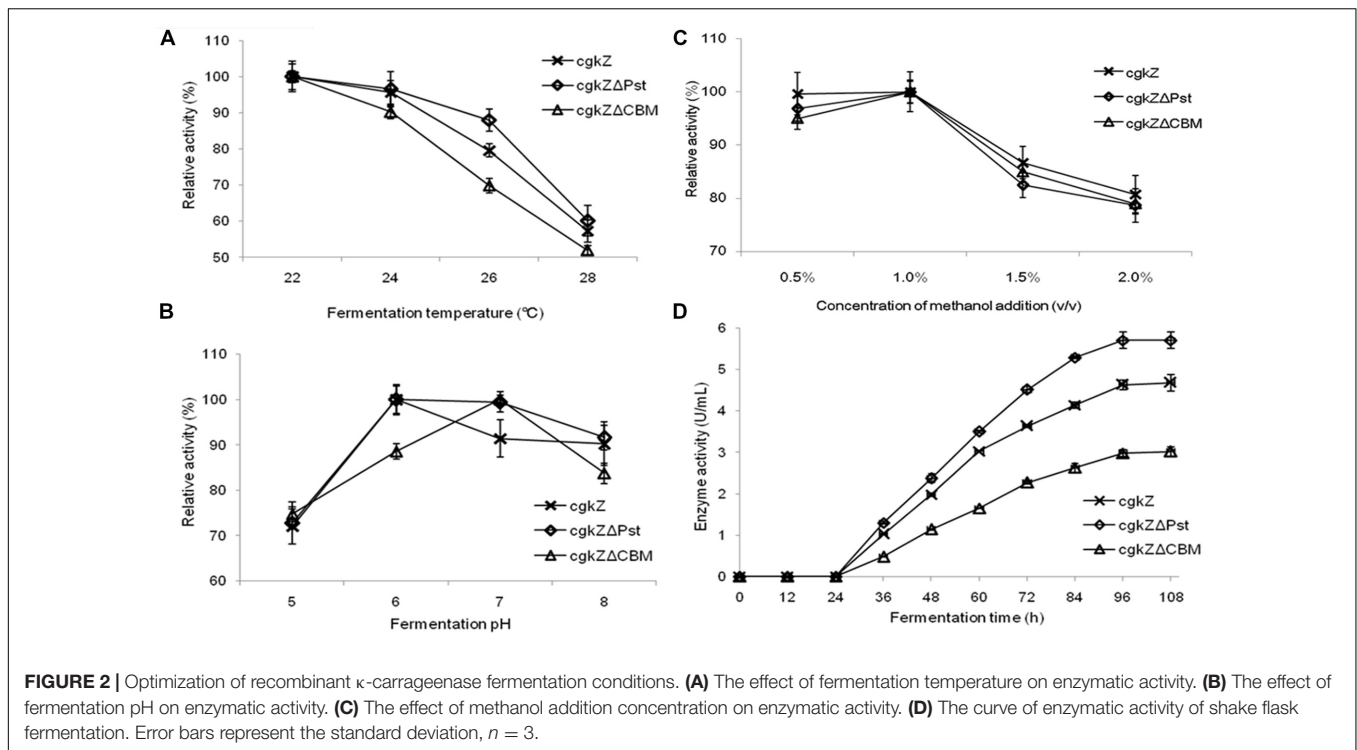 A
110
100
90
80
70
60
50
Relative activity (%)
cgkZ
cgkZΔPst
cgkZΔCBM
22 24 26 28
Fermentation temperature (℃)
B
110
100
90
80
70
60
Relative activity (%)
cgkZ
cgkZΔPst
cgkZΔCBM
5 6 7 8
Fermentation pH
C
110
100
90
80
70
Relative activity (%)
cgkZ
cgkZΔPst
cgkZΔCBM
0.5% 1.0% 1.5% 2.0%
Concentration of methanol addition (v/v)
D
6
5
4
3
2
1
0
Enzyme activity (U/mL)
cgkZ
cgkZΔPst
cgkZΔCBM
0 12 24 36 48 60 72 84 96 108
Fermentation time (h)
FIGURE 2 | Optimization of recombinant κ-carrageenase fermentation conditions. (A) The effect of fermentation temperature on enzymatic activity. (B) The effect of
fermentation pH on enzymatic activity. (C) The effect of methanol addition concentration on enzymatic activity. (D) The curve of enzymatic activity of shake flask
fermentation. Error bars represent the standard deviation, n = 3.